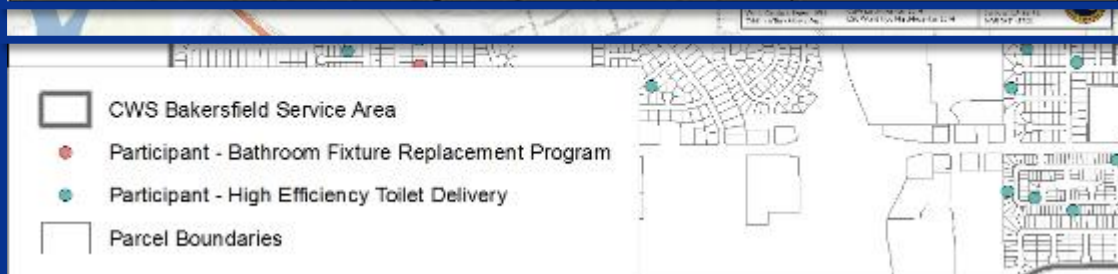 CWS Bakersfield Service Area
Participant - Bathroom Fixture Replacement Program
Participant - High Efficiency Toilet Delivery
Parcel Boundaries